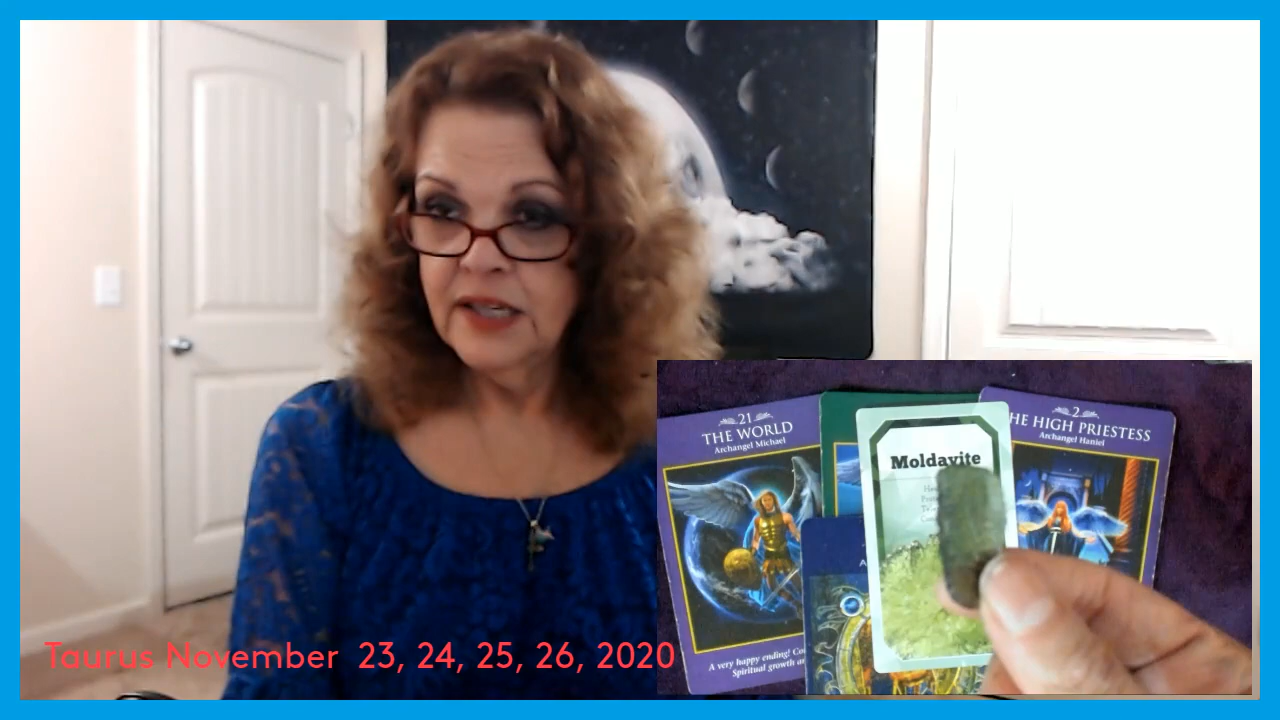 21
THE WORLD
Archangel Michael
A very happy ending!
Spiritual growth
2
HE HIGH PRIESTESS
Archangel Haniel
Moldavite
Taurus November 23, 24, 25, 26, 2020